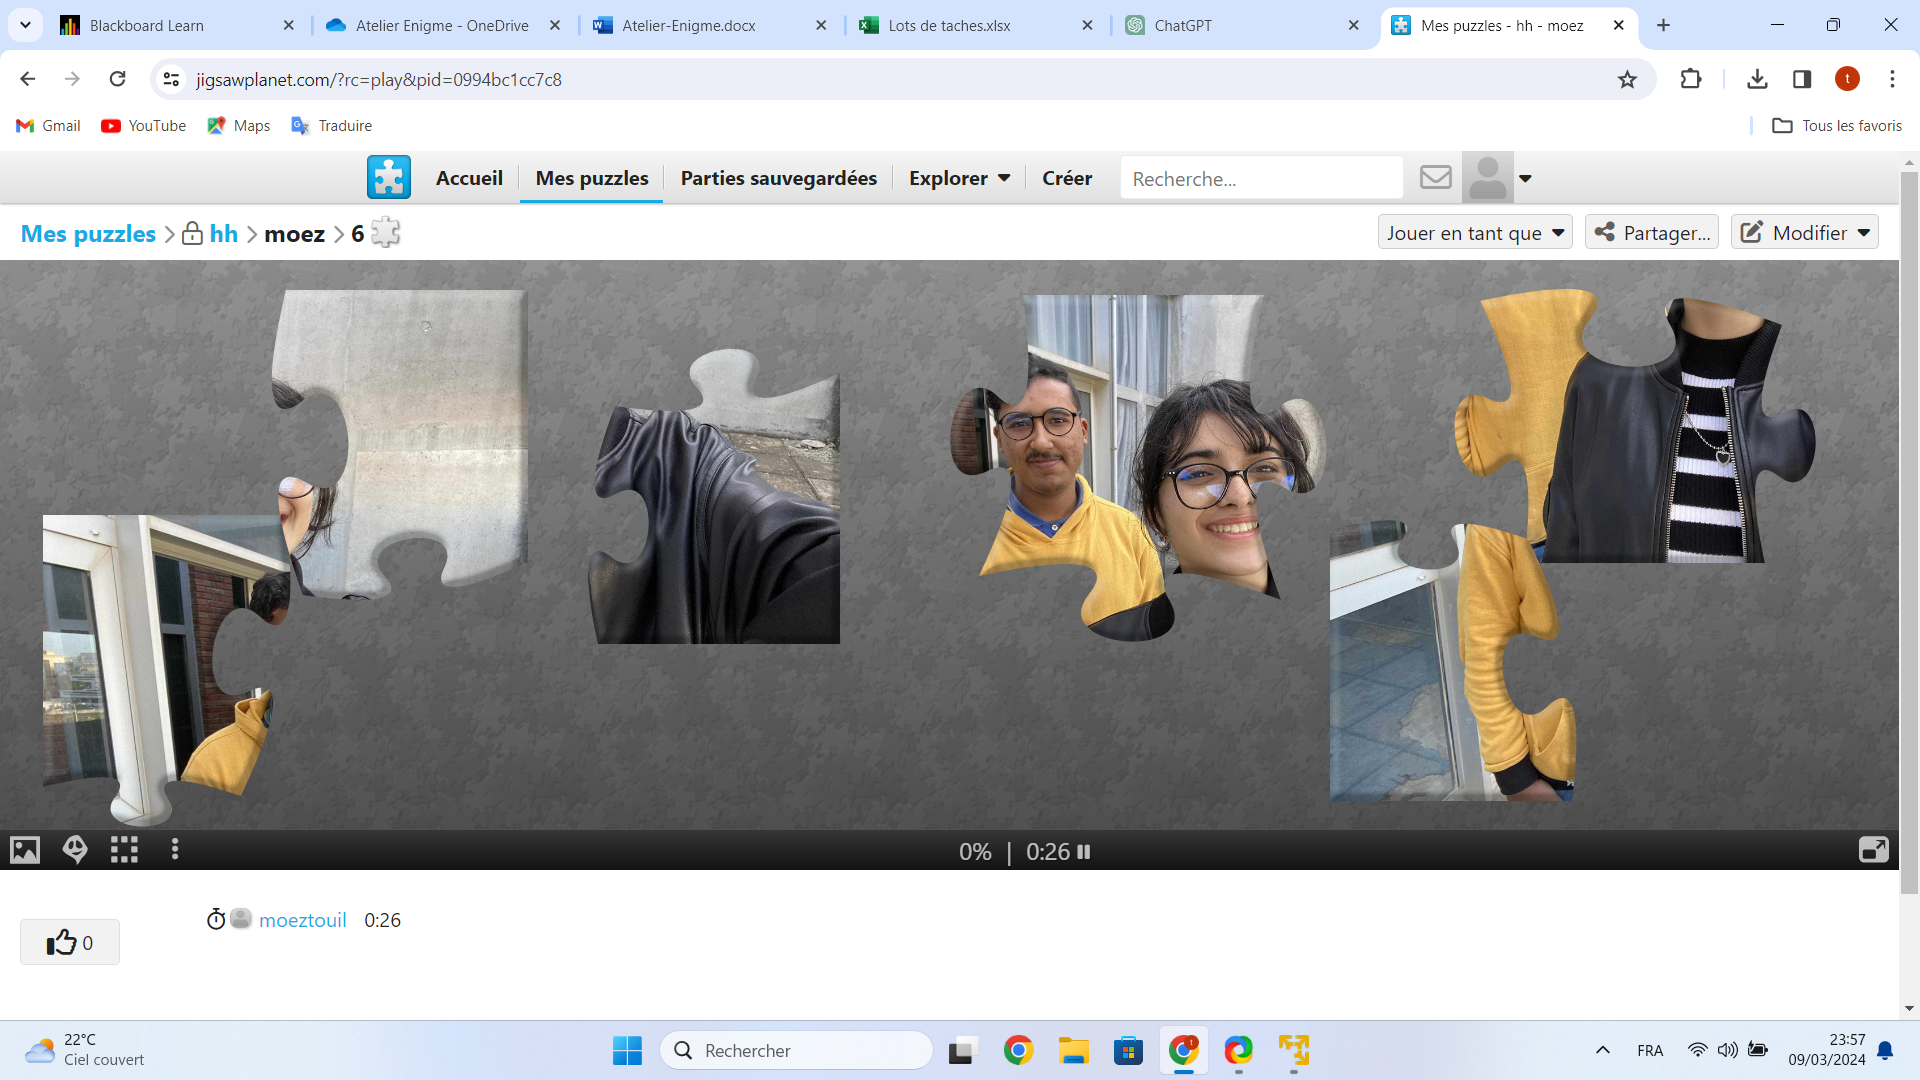 Blackboard Learn
Atelier Enigme - OneDrive
Atelier-Enigme.docx
Lots de taches.xlsx
ChatGPT
Mes puzzles - hh - moez
jigsawplanet.com/?rc=play&pid=0994bc1cc7c8
t
Gmail
YouTube
Maps
Traduire
Tous les favoris
Accueil
Mes puzzles
Parties sauvegardées
Explorer
Créer
Recherche...
Mes puzzles > hh > moez > 6
Jouer en tant que
Partager...
Modifier
0% | 0:26
moeztouil 0:26
0
22°C
Ciel couvert
Rechercher
FRA
23:57
09/03/2024